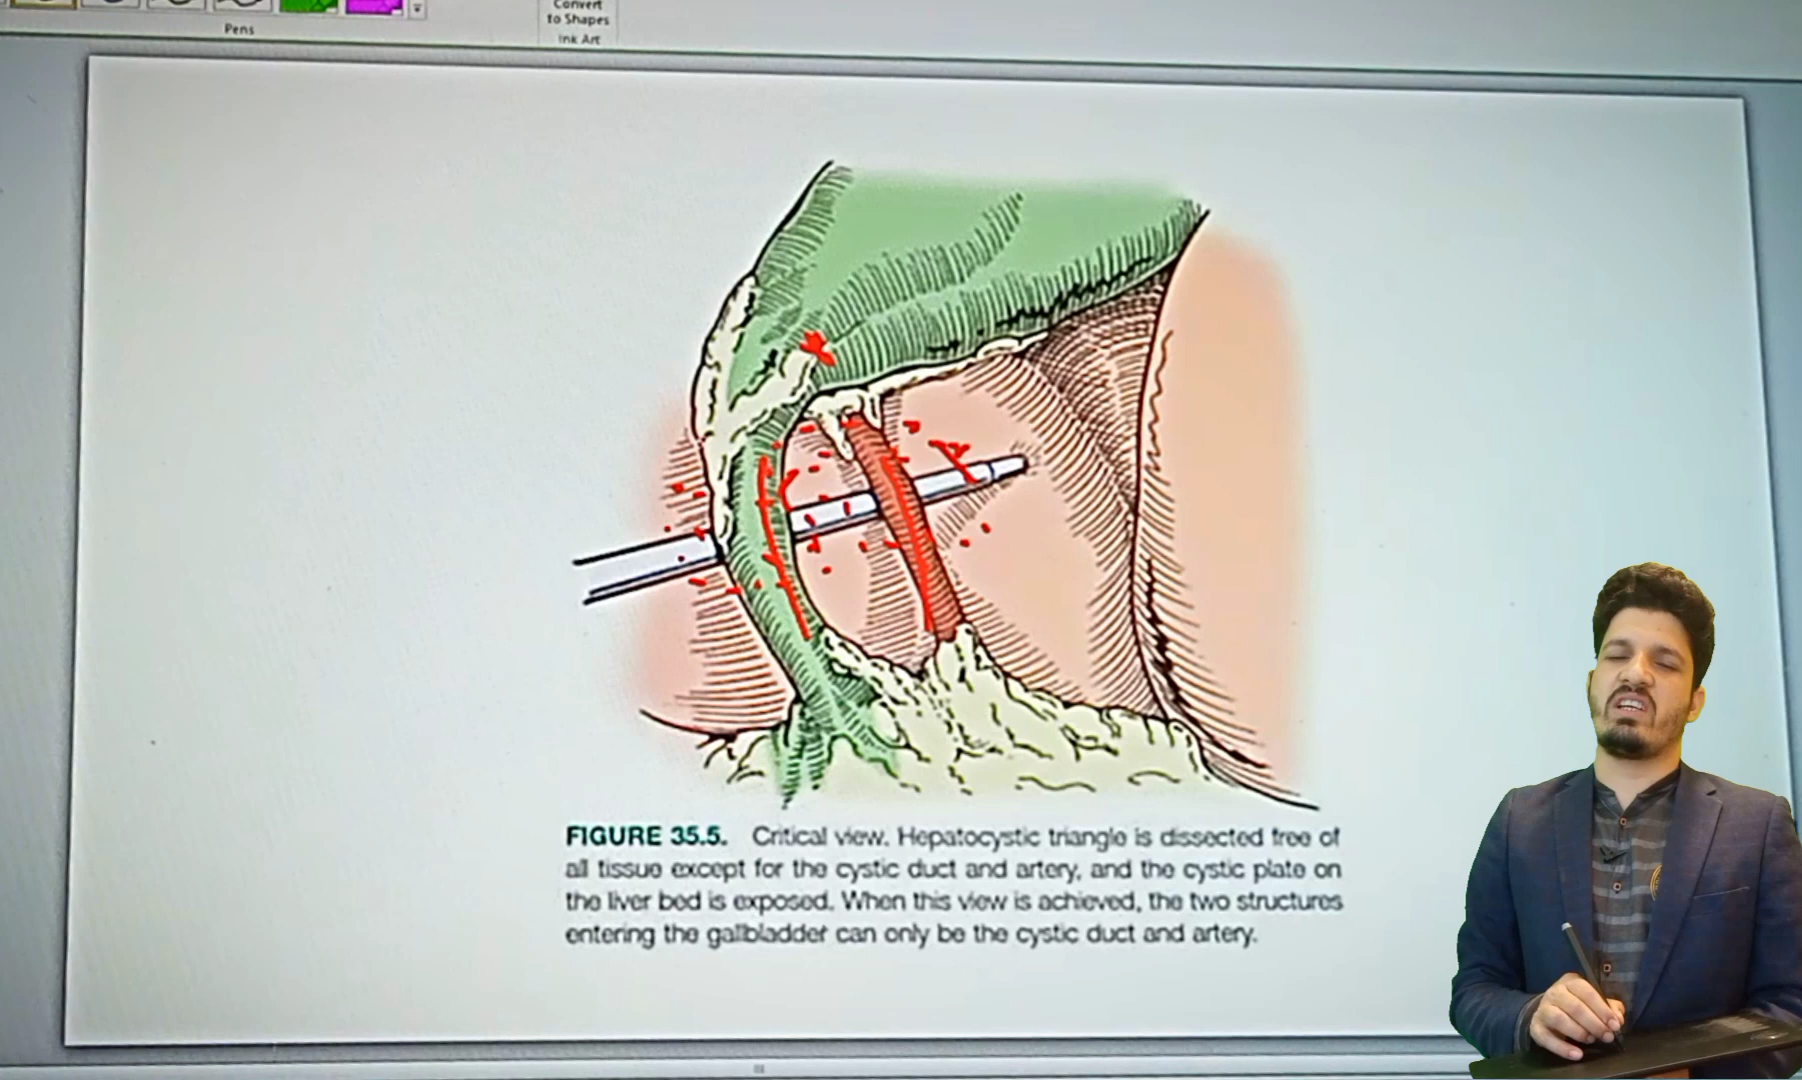 Pens
Convert
to Shapes
Ink Art
FIGURE 35.5. Critical view. Hepatocystic triangle is dissected free of
all tissue except for the cystic duct and artery, and the cystic plate on
the liver bed is exposed. When this view is achieved, the two structures
entering the gallbladder can only be the cystic duct and artery.